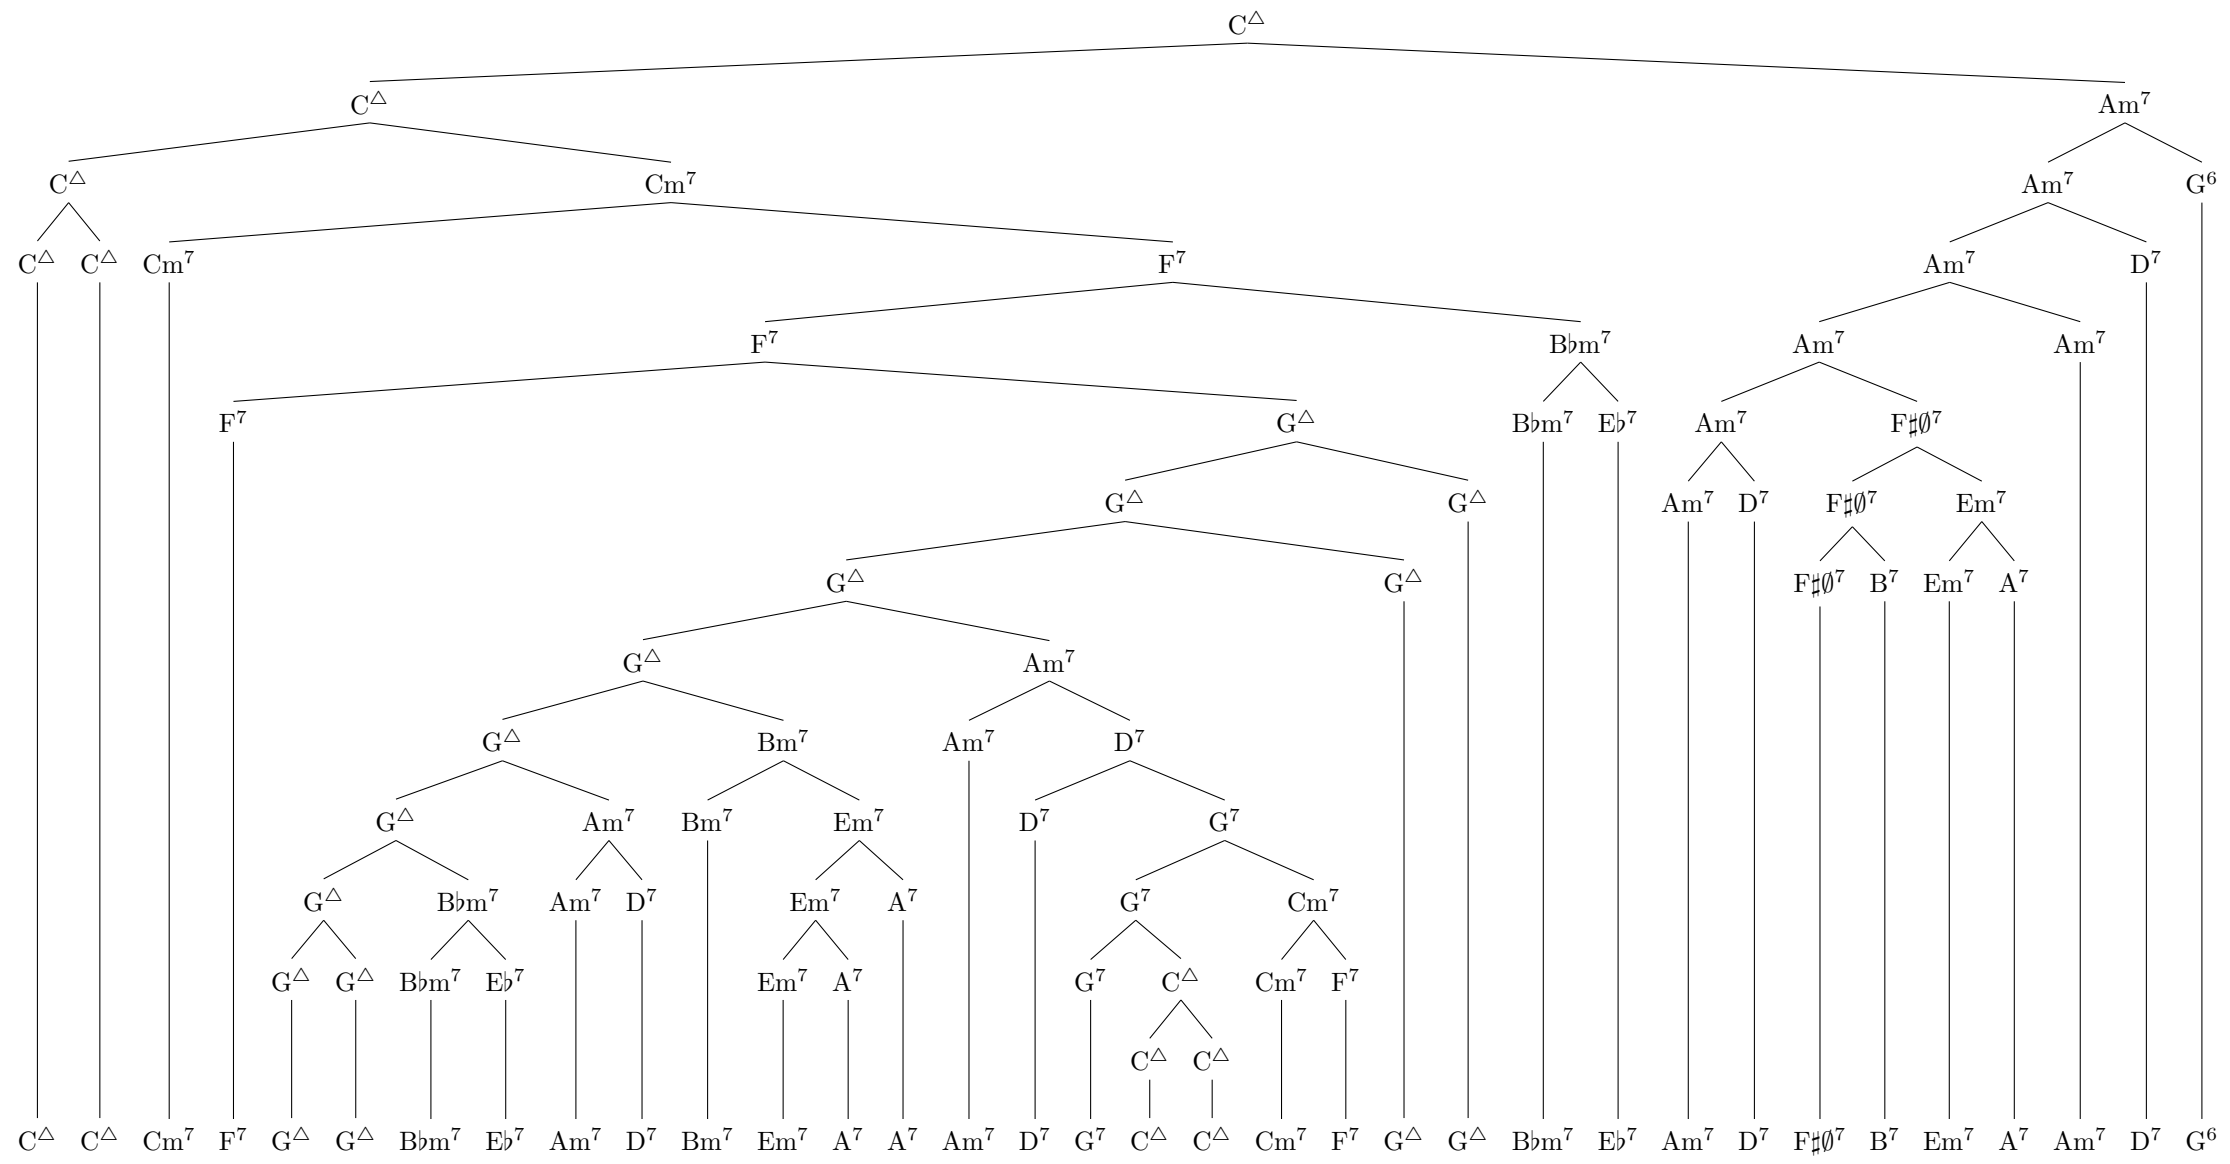 C△
C△ Am⁷
C△ Cm⁷ Am⁷ G⁶
C△ C△ Cm⁷ F⁷ Am⁷ D⁷
F⁷ B♭m⁷ Am⁷ Am⁷
F⁷ G△ B♭m⁷ E♭⁷ Am⁷ F♯∅⁷
G△ G△ Am⁷ D⁷ F♯∅⁷ Em⁷
G△ G△ F♯∅⁷ B⁷ Em⁷ A⁷
G△ Am⁷
G△ Bm⁷ Am⁷ D⁷
G△ Am⁷ Bm⁷ Em⁷ D⁷ G⁷
G△ B♭m⁷ Am⁷ D⁷ Em⁷ A⁷ G⁷ Cm⁷
G△ G△ B♭m⁷ E♭⁷ Em⁷ A⁷ G⁷ C△ Cm⁷ F⁷
C△ C△
C△ C△ Cm⁷ F⁷ G△ G△ B♭m⁷ E♭⁷ Am⁷ D⁷ Bm⁷ Em⁷ A⁷ A⁷ Am⁷ D⁷ G⁷ C△ C△ Cm⁷ F⁷ G△ G△ B♭m⁷ E♭⁷ Am⁷ D⁷ F♯∅⁷ B⁷ Em⁷ A⁷ Am⁷ D⁷ G⁶